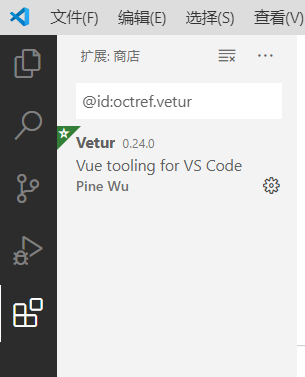 文件(F) 编辑(E) 选择(S) 查看(V)
扩展: 商店
@id:octref.vetur
Vetur 0.24.0
Vue tooling for VS Code
Pine Wu